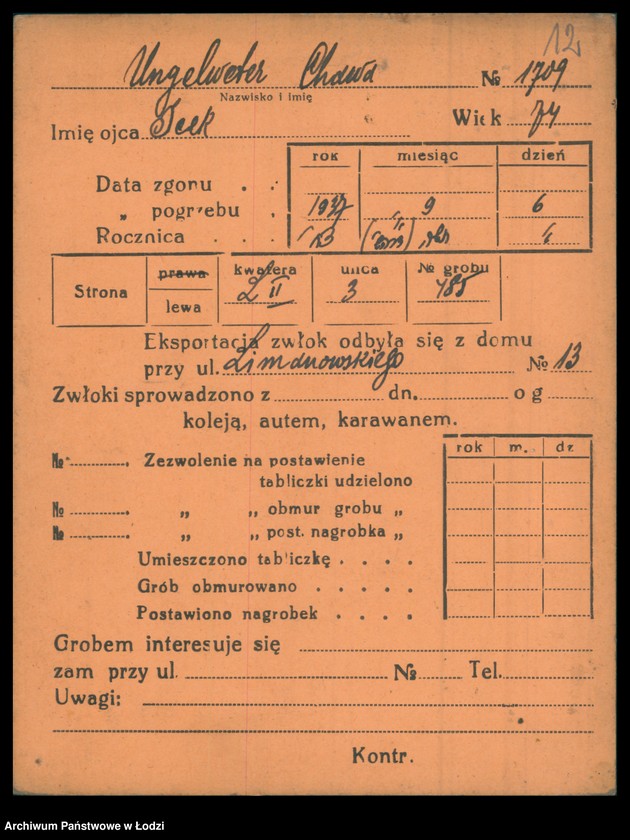 12
Ungelweter Chawa № 1709
Nazwisko i imię
Imię ojca Icek Wiek 74
rok miesiąc dzień
Data zgonu . .
„ pogrzebu . 1937 9 6
Rocznica . . .
Strona prawa kwatera ulica № grobu
lewa L II 3 485
Eksportacja zwłok odbyła się z domu
przy ul. Limanowskiego № 13
Zwłoki sprowadzono z dn. o g
koleją, autem, karawanem.
rok m. dz
№ Zezwolenie na postawienie
tabliczki udzielono
№ „ „ obmur grobu „
№ „ „ post. nagrobka „
Umieszczono tabliczkę . . . .
Grób obmurowano . . . .
Postawiono nagrobek . . . .
Grobem interesuje się
zam przy ul. № Tel.
Uwagi:
Kontr.
Archiwum Państwowe w Łodzi